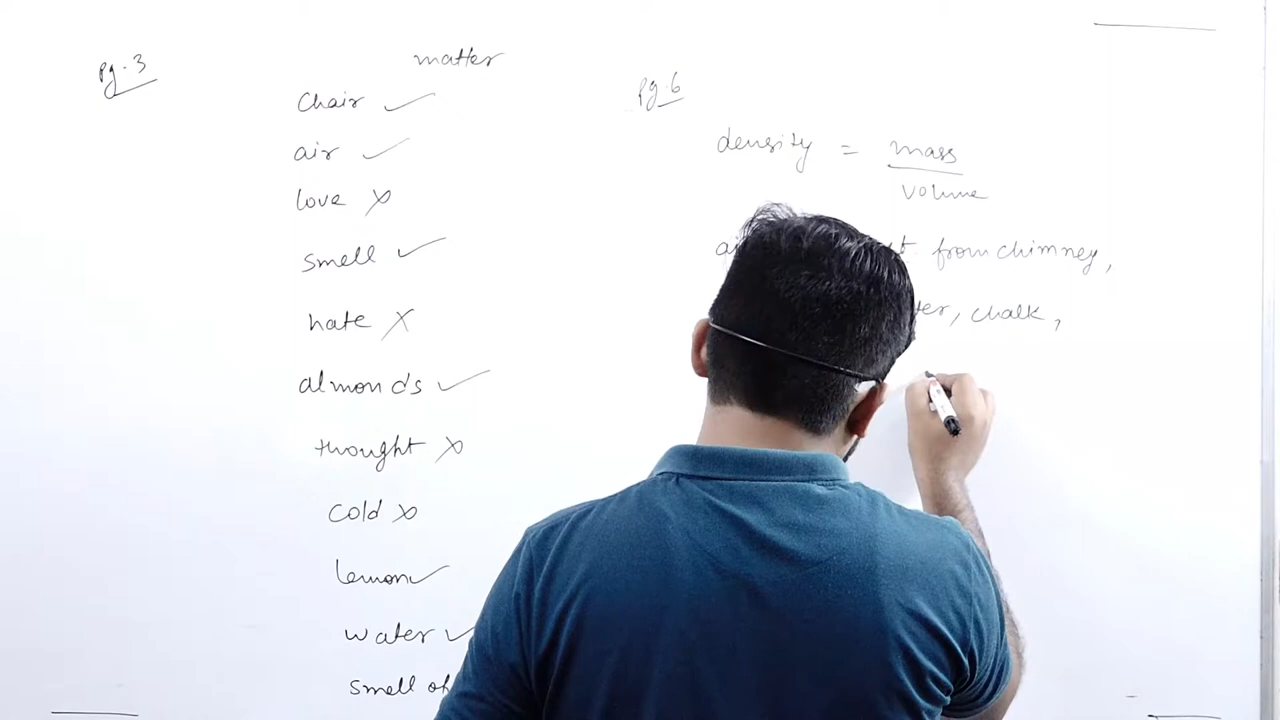 Pg. 3
matter
Chair ✓
air ✓
love ✗
smell ✓
hate ✗
almonds ✓
thought ✗
cold ✗
lemon ✓
water ✓
smell of
Pg. 6
density = mass
volume
from chimney,
chalk,